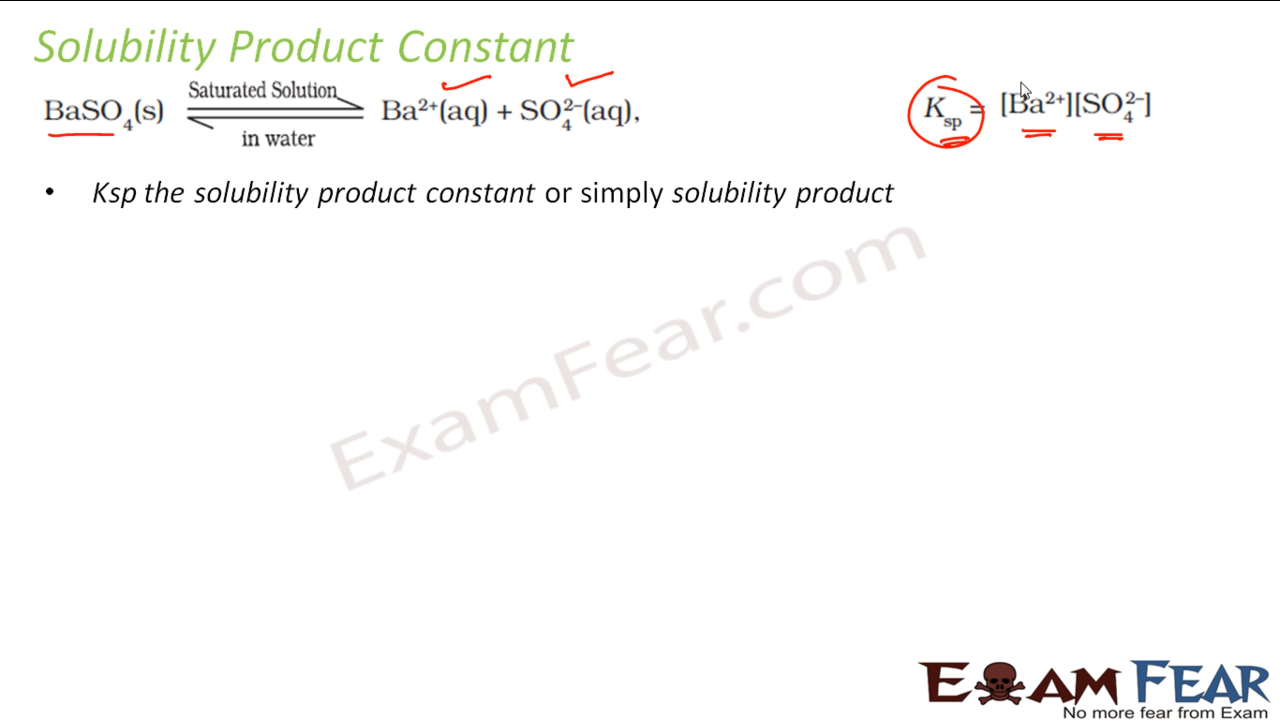 Solubility Product Constant
BaSO₄(s) Saturated Solution in water Ba²⁺(aq) + SO₄²⁻(aq), Kₛₚ = [Ba²⁺][SO₄²⁻]
• Ksp the solubility product constant or simply solubility product
ExamFear.com
EXAM FEAR
No more fear from Exam